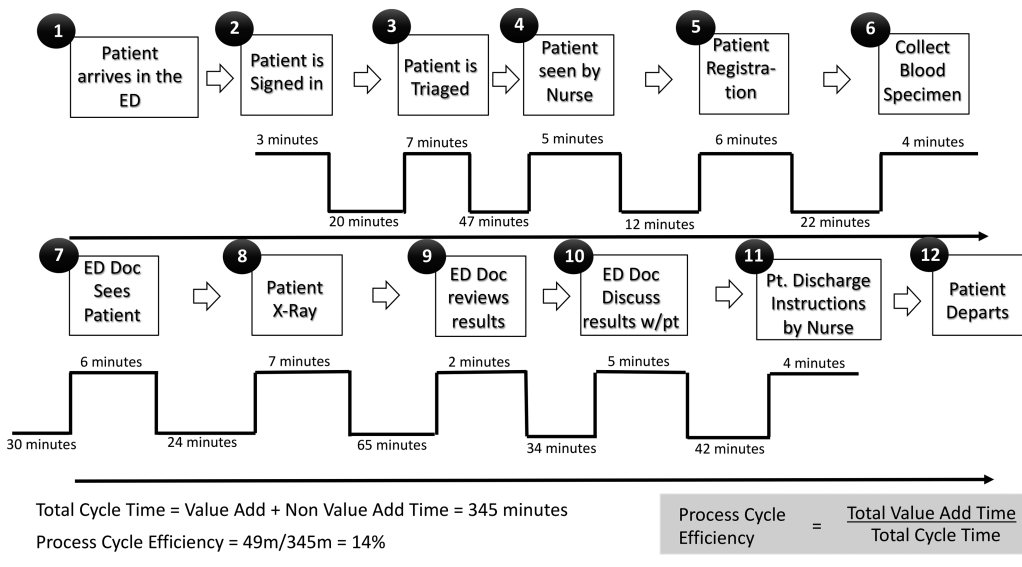 1
Patient
arrives in the
ED
2
Patient is
Signed in
3
Patient is
Triaged
4
Patient
seen by
Nurse
5
Patient
Registra-
tion
6
Collect
Blood
Specimen
3 minutes
7 minutes
5 minutes
6 minutes
4 minutes
20 minutes
47 minutes
12 minutes
22 minutes
7
ED Doc
Sees
Patient
8
Patient
X-Ray
9
ED Doc
reviews
results
10
ED Doc
Discuss
results w/pt
11
Pt. Discharge
Instructions
by Nurse
12
Patient
Departs
6 minutes
7 minutes
2 minutes
5 minutes
4 minutes
30 minutes
24 minutes
65 minutes
34 minutes
42 minutes
Total Cycle Time = Value Add + Non Value Add Time = 345 minutes
Process Cycle Efficiency = 49m/345m = 14%
Process Cycle
Efficiency
=
Total Value Add Time
Total Cycle Time